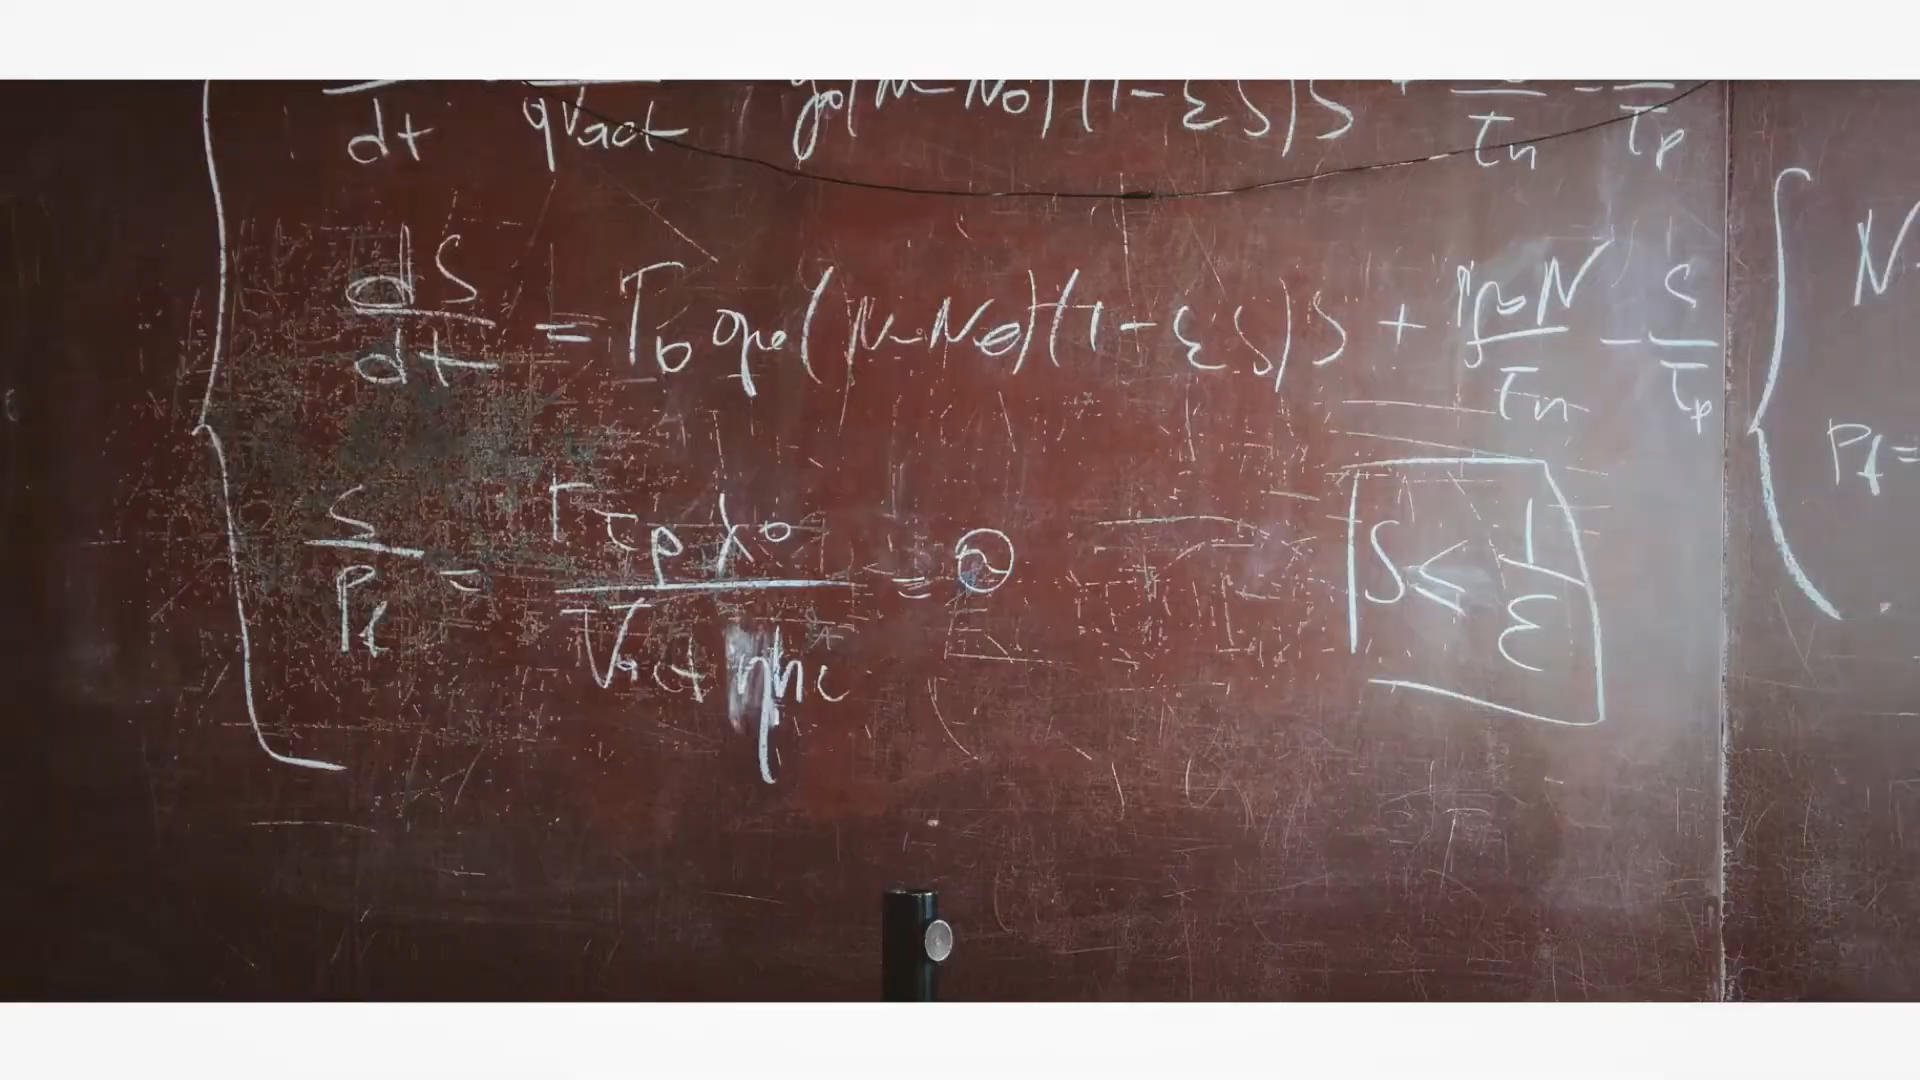 dt qVact g0(N-N0)(1-εS)S + τn - τp
dS/dt = Γ0 g0(N-N0)(1-εS)S + N/τn - S/τp
S/Pf = Γτpλ0/Vact ηhc = ϑ
S ≤ 1/ε
N
Pf =